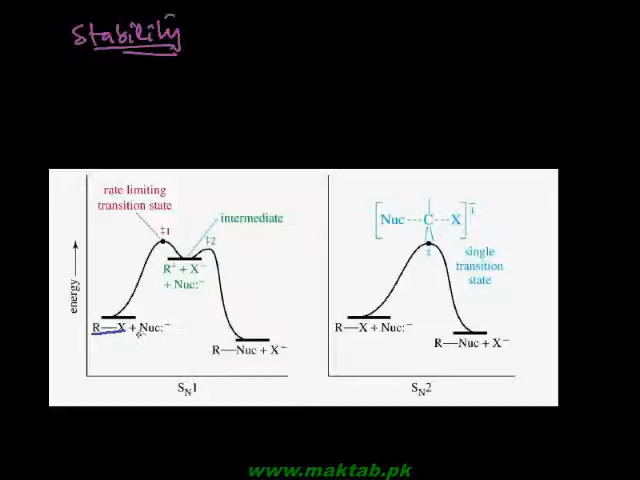 Stability
rate limiting
transition state
‡1
‡2
intermediate
R⁺ + X⁻
+ Nuc:⁻
energy
R—X + Nuc:⁻
R—Nuc + X⁻
SN1
Nuc---C---X
‡
single
transition
state
R—X + Nuc:⁻
R—Nuc + X⁻
SN2
www.maktab.pk